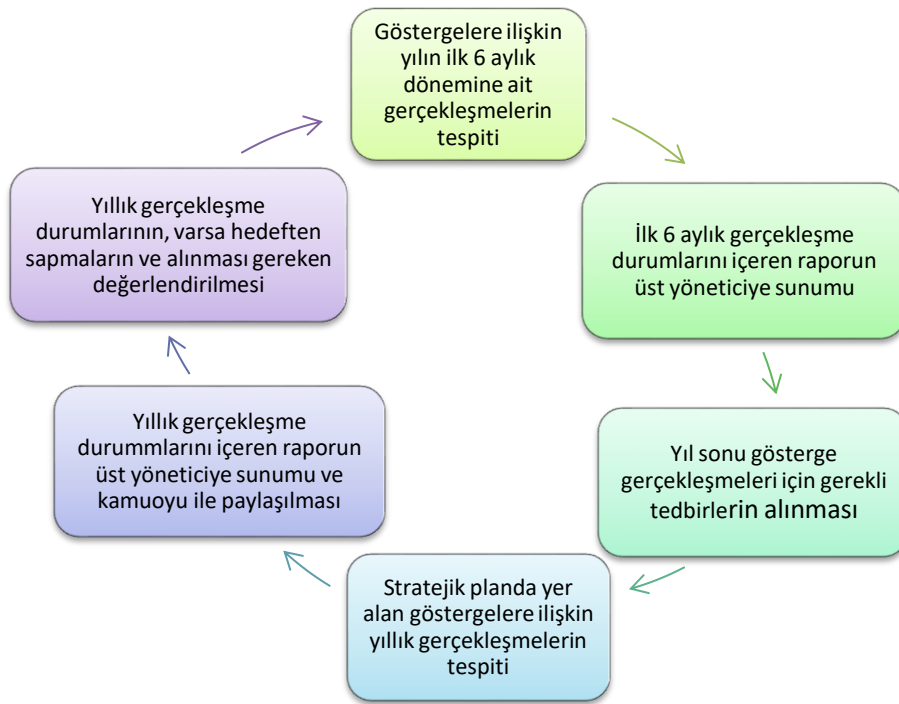 Göstergelere ilişkin
yılın ilk 6 aylık
dönemine ait
gerçekleşmelerin
tespiti
İlk 6 aylık gerçekleşme
durumlarını içeren raporun
üst yöneticiye sunumu
Yıl sonu gösterge
gerçekleşmeleri için gerekli
tedbirlerin alınması
Stratejik planda yer
alan göstergelere ilişkin
yıllık gerçekleşmelerin
tespiti
Yıllık gerçekleşme
durummlarını içeren raporun
üst yöneticiye sunumu ve
kamuoyu ile paylaşılması
Yıllık gerçekleşme
durumlarının, varsa hedeften
sapmaların ve alınması gereken
değerlendirilmesi